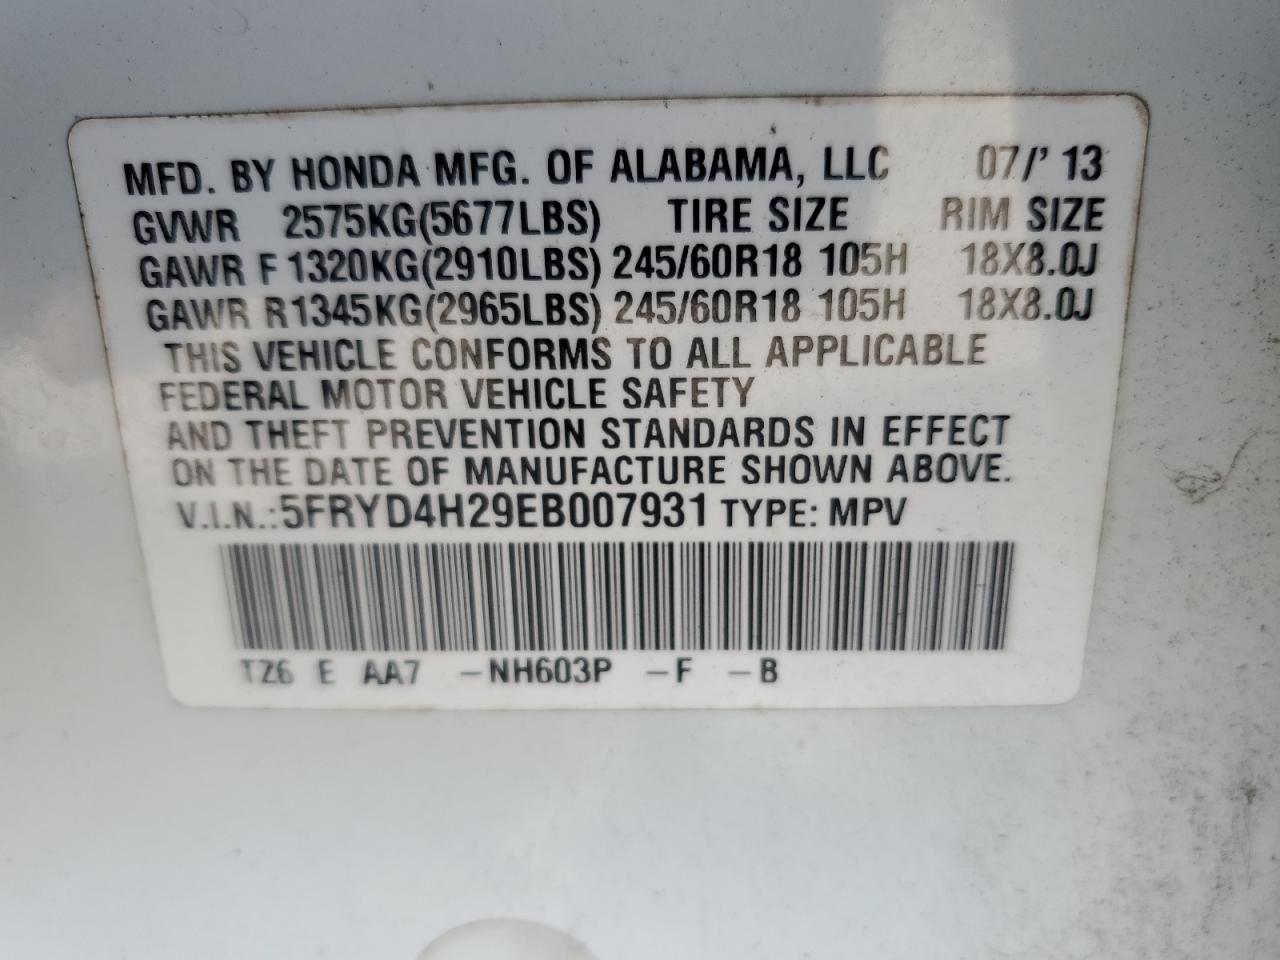 MFD. BY HONDA MFG. OF ALABAMA, LLC 07/'13
GVWR 2575KG(5677LBS) TIRE SIZE RIM SIZE
GAWR F 1320KG(2910LBS) 245/60R18 105H 18X8.0J
GAWR R1345KG(2965LBS) 245/60R18 105H 18X8.0J
THIS VEHICLE CONFORMS TO ALL APPLICABLE
FEDERAL MOTOR VEHICLE SAFETY
AND THEFT PREVENTION STANDARDS IN EFFECT
ON THE DATE OF MANUFACTURE SHOWN ABOVE.
V.I.N.:5FRYD4H29EB007931 TYPE: MPV
TZ6 E AA7 -NH603P -F -B